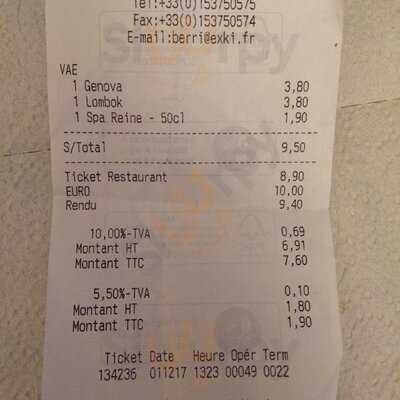 Tel:+33(0)153750575
Fax:+33(0)153750574
E-mail:berri@exki.fr
VAE
1 Genova 3,80
1 Lombok 3,80
1 Spa Reine - 50cl 1,90
S/Total 9,50
Ticket Restaurant 8,90
EURO 10,00
Rendu 9,40
10,00%-TVA 0,69
Montant HT 6,91
Montant TTC 7,60
5,50%-TVA 0,10
Montant HT 1,80
Montant TTC 1,90
Ticket Date Heure Opér Term
134236 011217 1323 00049 0022